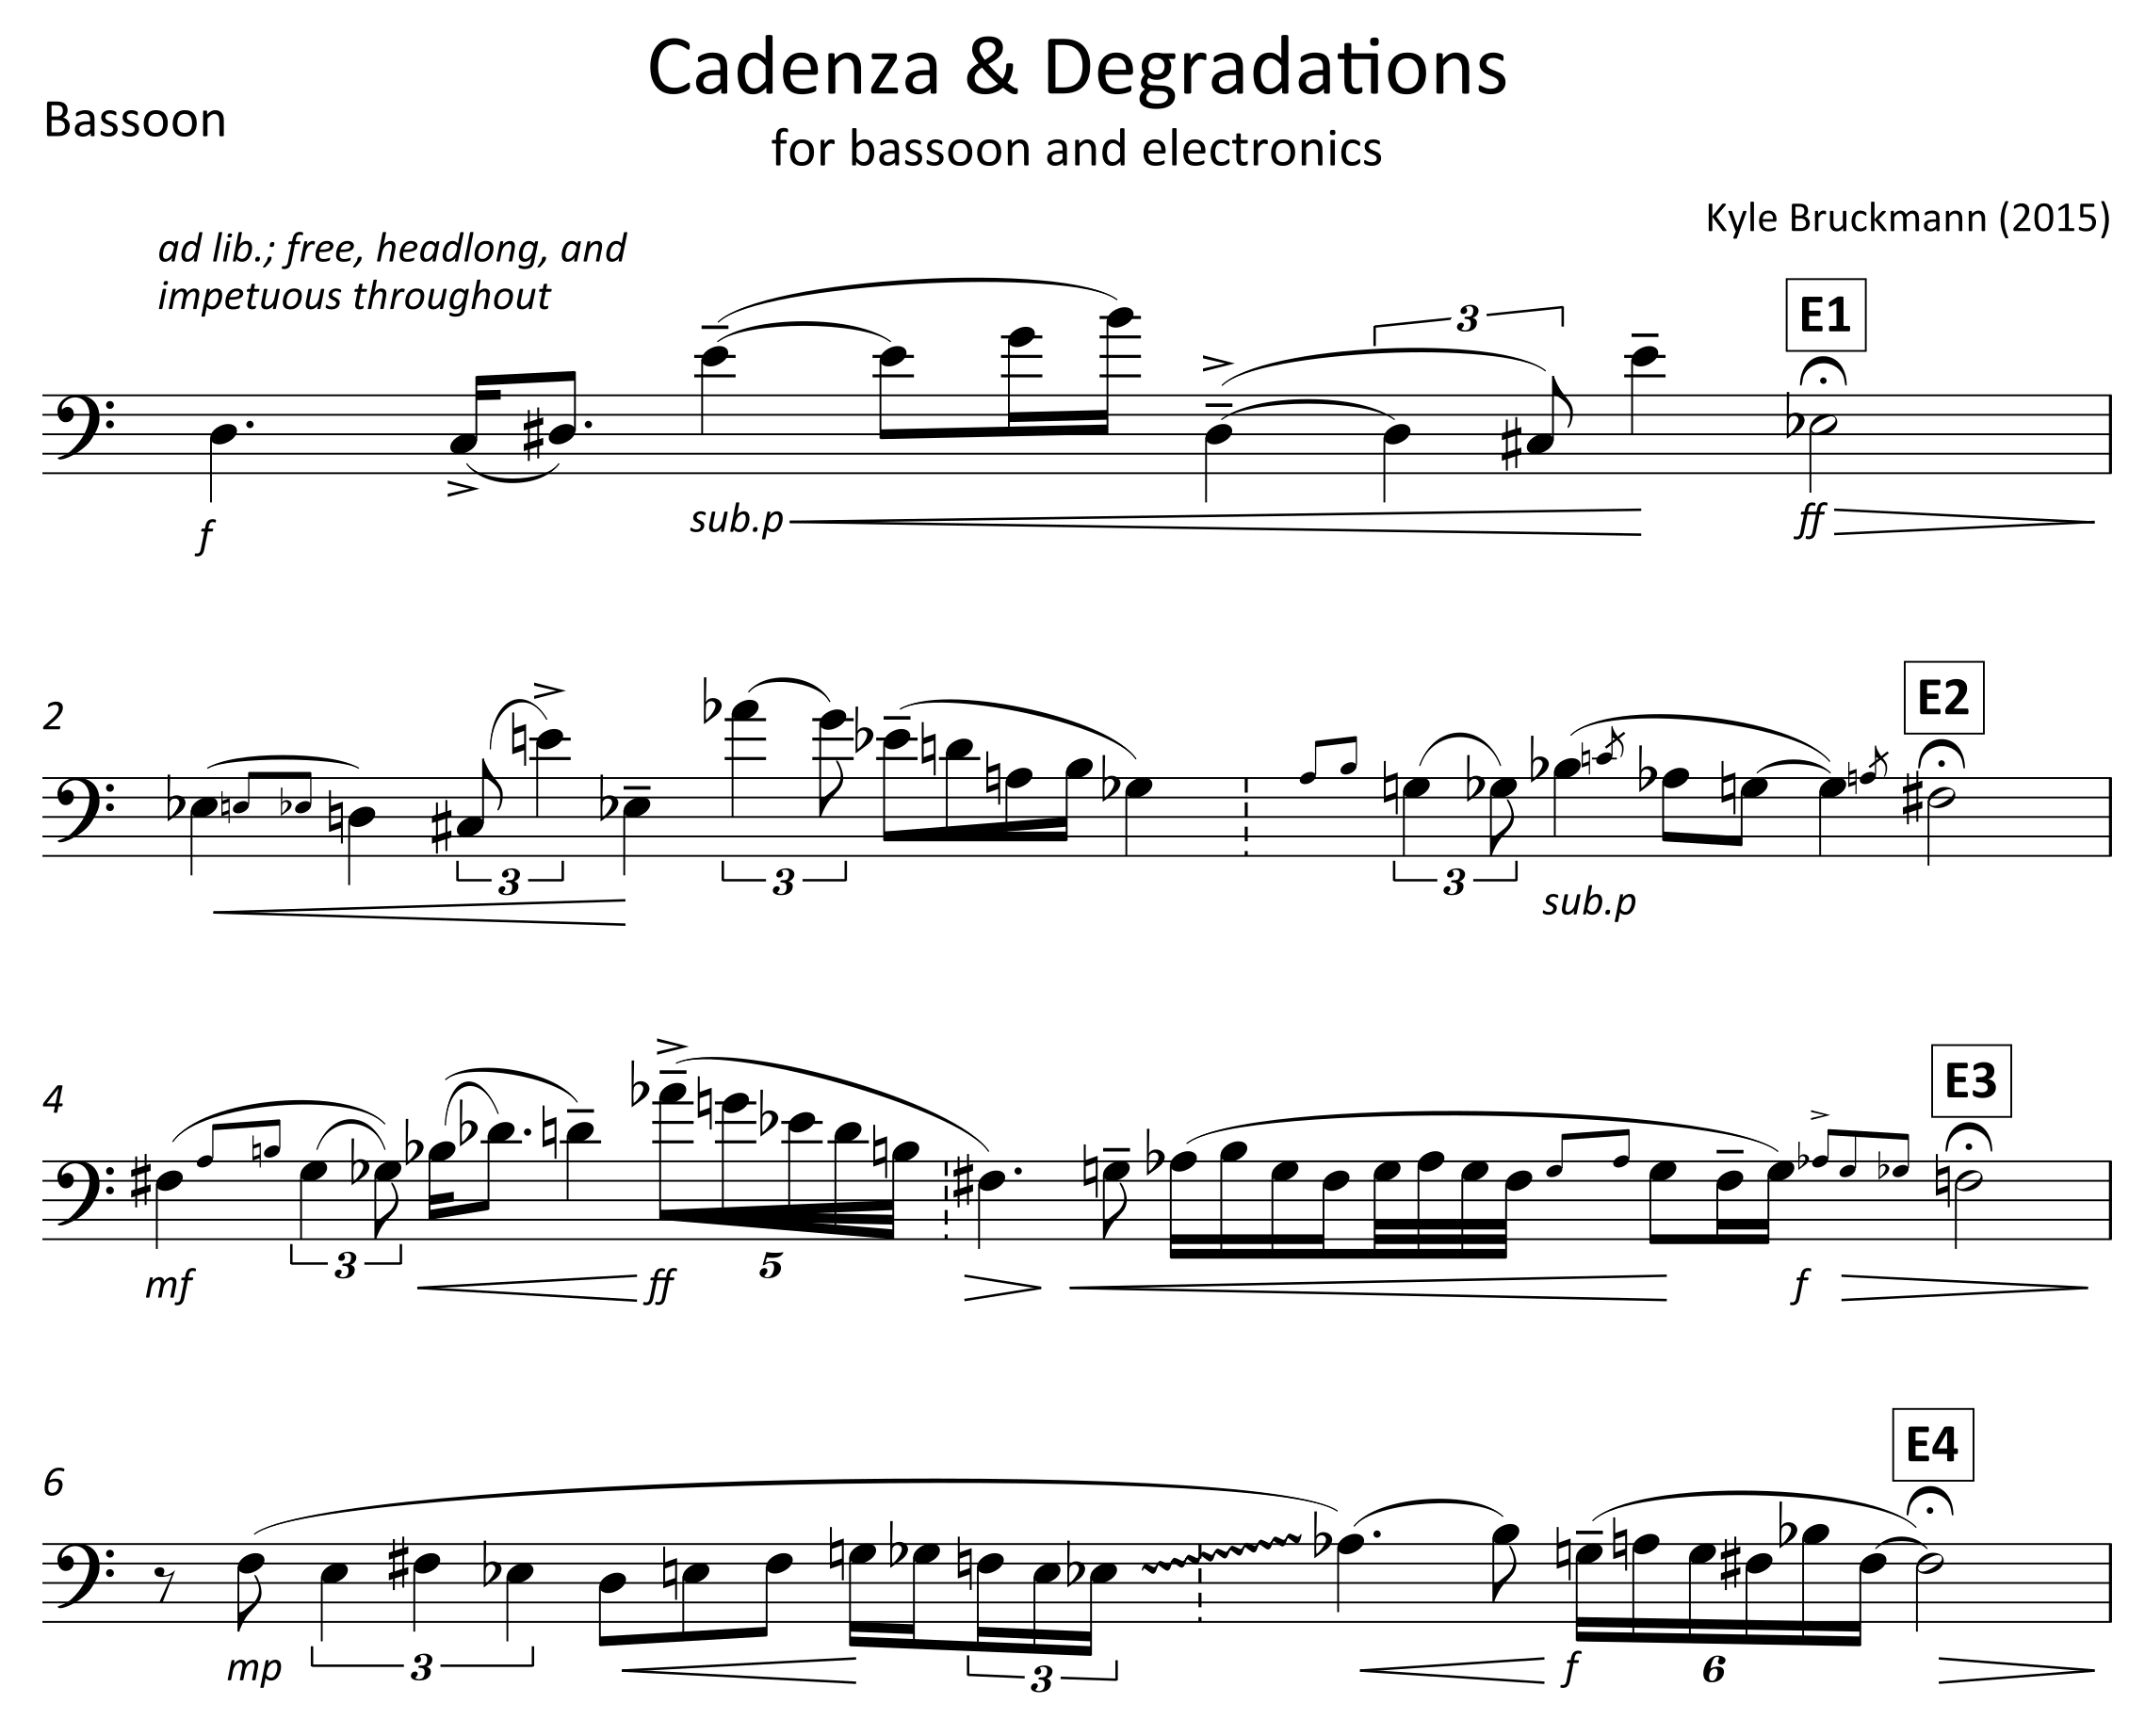 Cadenza & Degradations
Bassoon
for bassoon and electronics
Kyle Bruckmann (2015)
ad lib.; free, headlong, and
impetuous throughout
E1
3
f
sub.p
ff
2
E2
3
3
3
sub.p
4
E3
3
5
mf
ff
f
6
E4
mp
3
3
f
6